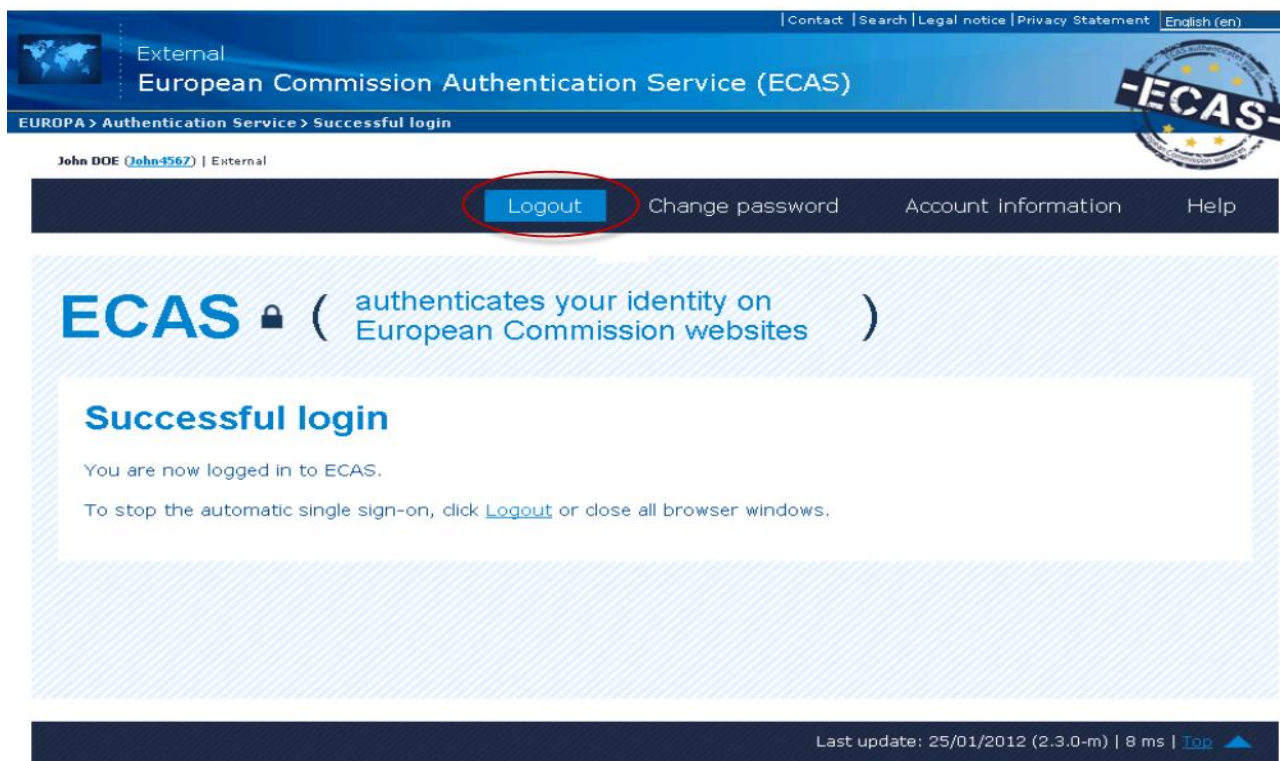 |Contact |Search |Legal notice |Privacy Statement English (en)
External
European Commission Authentication Service (ECAS)
-ECAS-
EUROPA > Authentication Service > Successful login
John DOE (John4567) | External
Logout Change password Account information Help
ECAS ( authenticates your identity on
European Commission websites )
Successful login
You are now logged in to ECAS.
To stop the automatic single sign-on, click Logout or close all browser windows.
Last update: 25/01/2012 (2.3.0-m) | 8 ms | Top